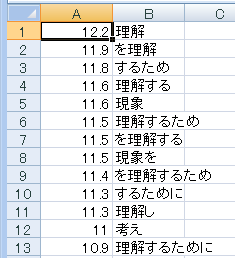 A B C
1 12.2 理解
2 11.9 を理解
3 11.8 するため
4 11.6 理解する
5 11.6 現象
6 11.5 理解するため
7 11.5 を理解する
8 11.5 現象を
9 11.4 を理解するため
10 11.3 するために
11 11.3 理解し
12 11 考え
13 10.9 理解するために